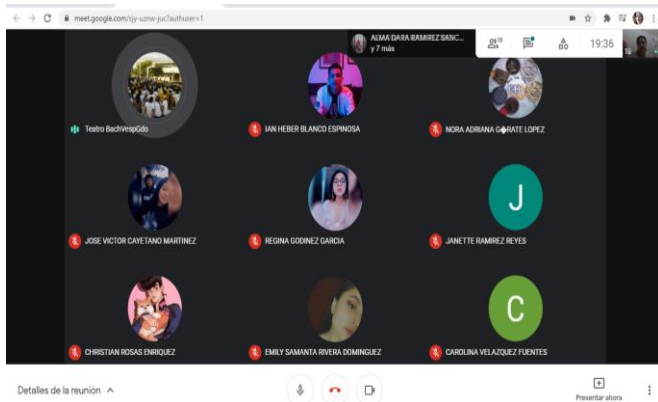 meet.google.com/sjy-uznw-juc?authuser=1
ALMA DARA RAMIREZ SANC...
y 7 más
19:36
Teatro BachVespGdo
IAN HEBER BLANCO ESPINOSA
NORA ADRIANA G�RATE LOPEZ
JOSE VICTOR CAYETANO MARTINEZ
REGINA GODINEZ GARCIA
J
JANETTE RAMIREZ REYES
CHRISTIAN ROSAS ENRIQUEZ
EMILY SAMANTA RIVERA DOMINGUEZ
C
CAROLINA VELAZQUEZ FUENTES
Detalles de la reunión
Presentar ahora